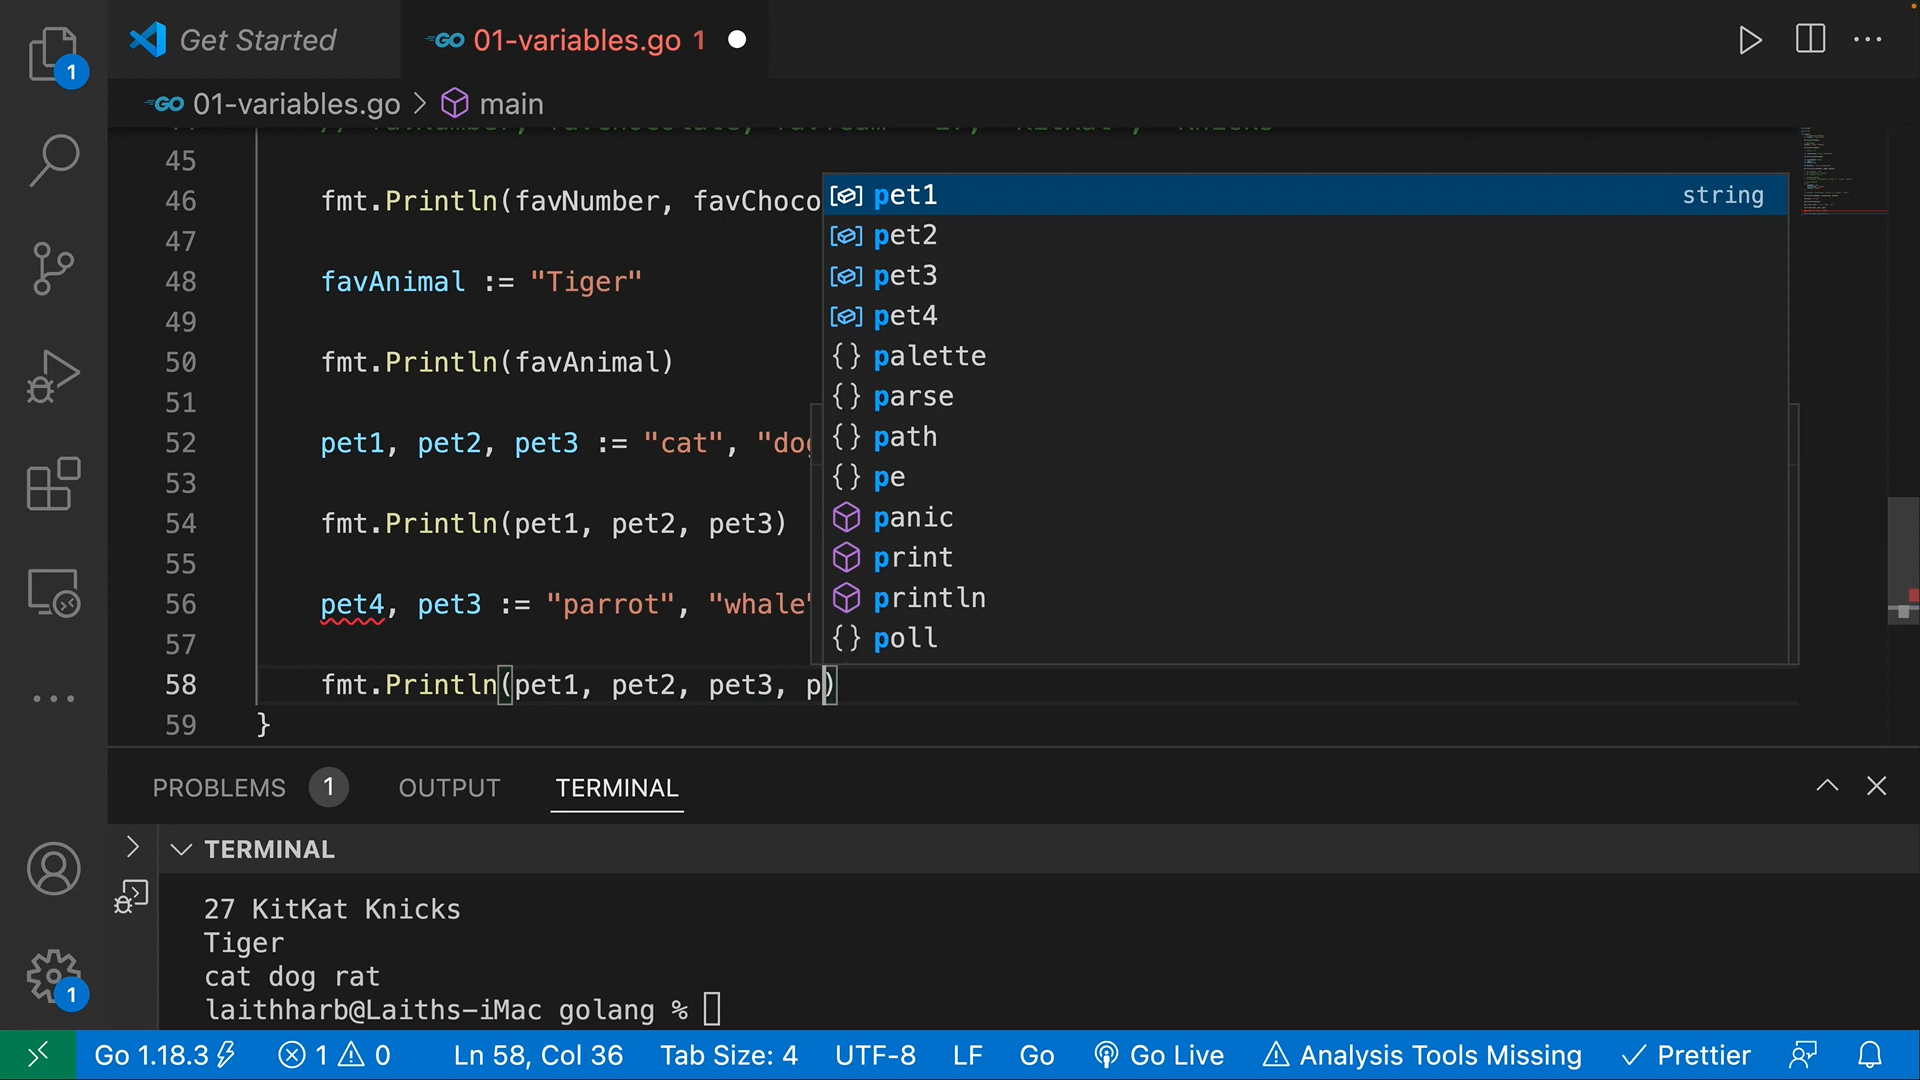 Get Started
GO 01-variables.go 1
GO 01-variables.go > main
45
46 fmt.Println(favNumber, favChoco
47
48 favAnimal := "Tiger"
49
50 fmt.Println(favAnimal)
51
52 pet1, pet2, pet3 := "cat", "dog
53
54 fmt.Println(pet1, pet2, pet3)
55
56 pet4, pet3 := "parrot", "whale"
57
58 fmt.Println(pet1, pet2, pet3, p)
59 }
pet1 string
pet2
pet3
pet4
{} palette
{} parse
{} path
{} pe
panic
print
println
{} poll
PROBLEMS 1 OUTPUT TERMINAL
TERMINAL
27 KitKat Knicks
Tiger
cat dog rat
laithharb@Laiths-iMac golang %
1
1
Go 1.18.3 1 0 Ln 58, Col 36 Tab Size: 4 UTF-8 LF Go Go Live Analysis Tools Missing Prettier